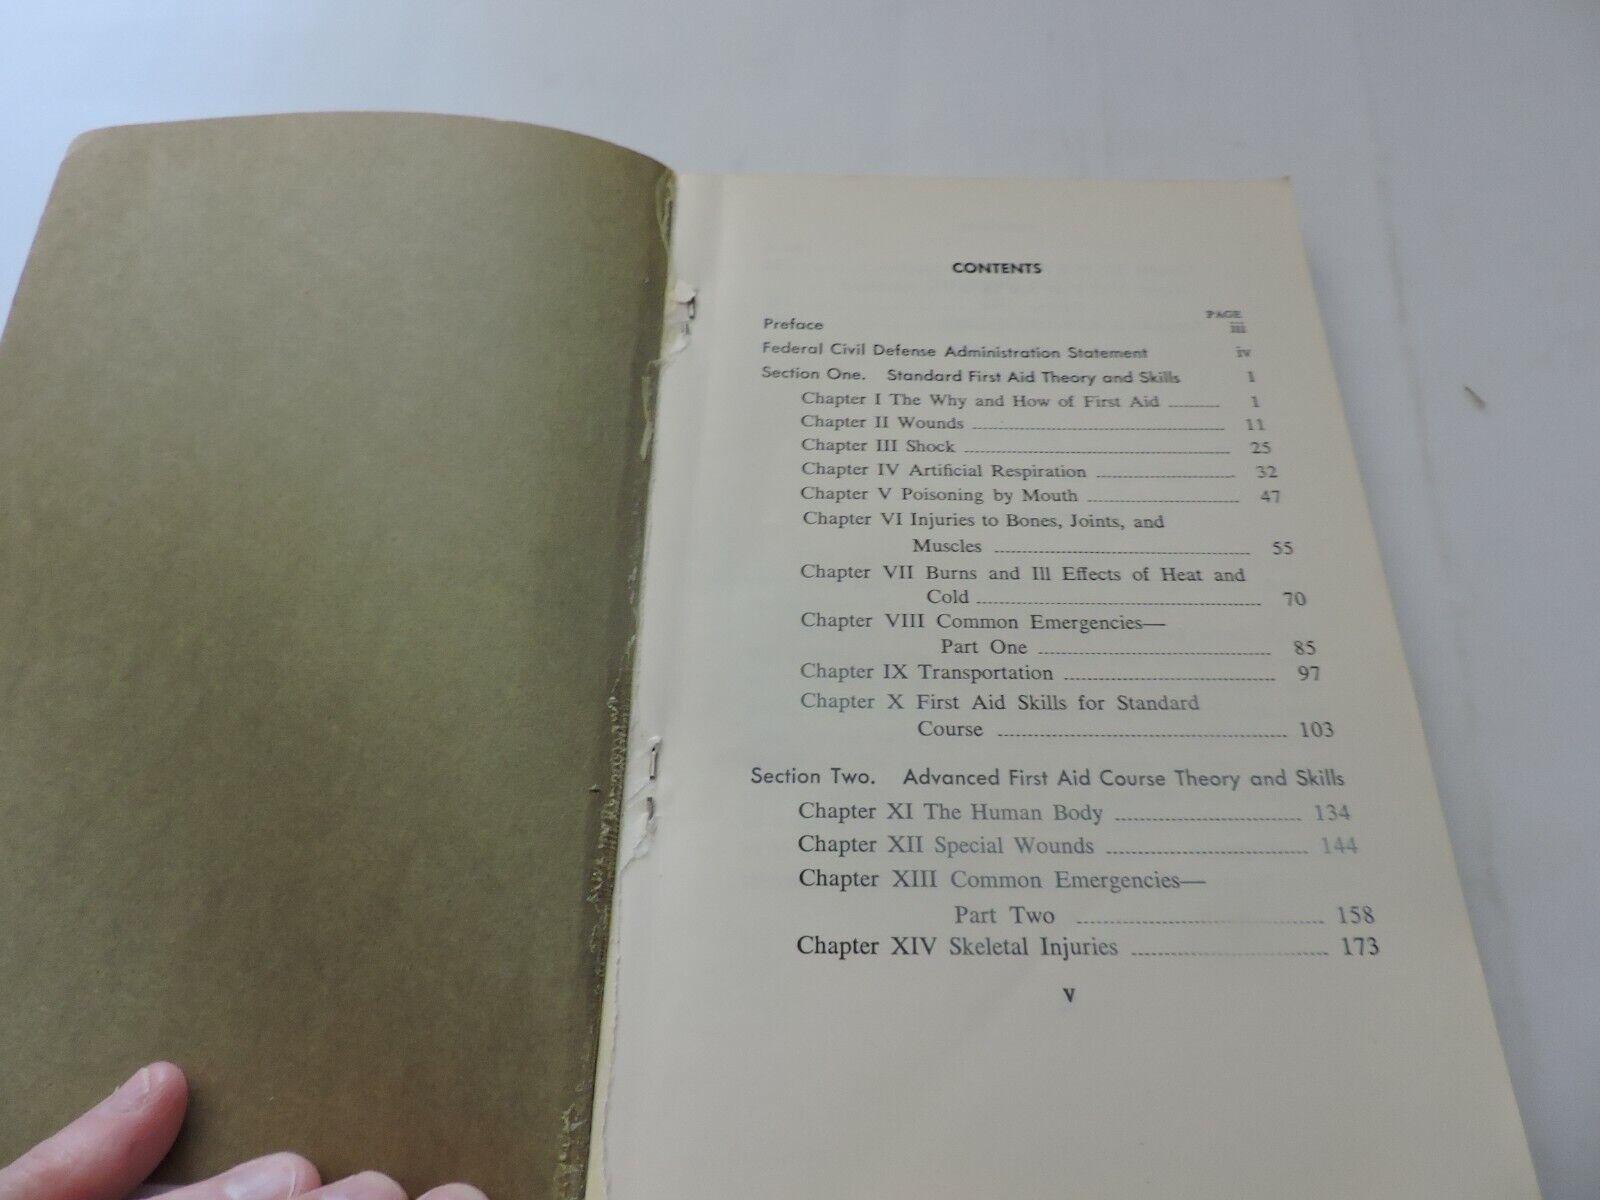 CONTENTS
PAGE
Preface iii
Federal Civil Defense Administration Statement iv
Section One. Standard First Aid Theory and Skills 1
Chapter I The Why and How of First Aid 1
Chapter II Wounds 11
Chapter III Shock 25
Chapter IV Artificial Respiration 32
Chapter V Poisoning by Mouth 47
Chapter VI Injuries to Bones, Joints, and
Muscles 55
Chapter VII Burns and Ill Effects of Heat and
Cold 70
Chapter VIII Common Emergencies—
Part One 85
Chapter IX Transportation 97
Chapter X First Aid Skills for Standard
Course 103
Section Two. Advanced First Aid Course Theory and Skills
Chapter XI The Human Body 134
Chapter XII Special Wounds 144
Chapter XIII Common Emergencies—
Part Two 158
Chapter XIV Skeletal Injuries 173
v